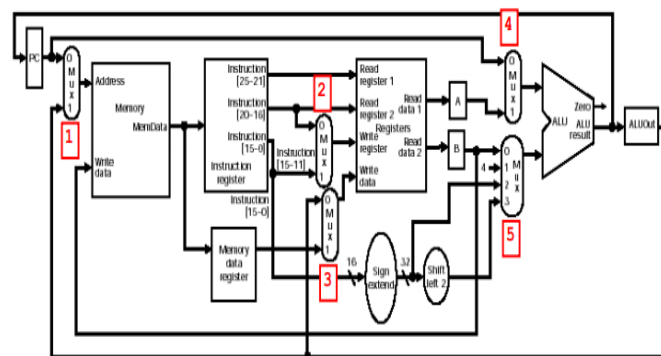 4
PC
0
M
u
x
1
1
Address
Memory
MemData
Write
data
Instruction
[25–21]
Instruction
[20–16]
Instruction
[15–0]
Instruction
register
Instruction
[15–11]
Instruction
[15–0]
Memory
data
register
2
0
M
u
x
1
0
M
u
x
1
3
Read
register 1
Read
register 2
Registers
Write
register
Write
data
Read
data 1
Read
data 2
16
Sign
extend
32
Shift
left 2
A
B
4
0
M
u
x
1
0
1
2
3
M
u
x
5
Zero
ALU
ALU
result
ALUOut